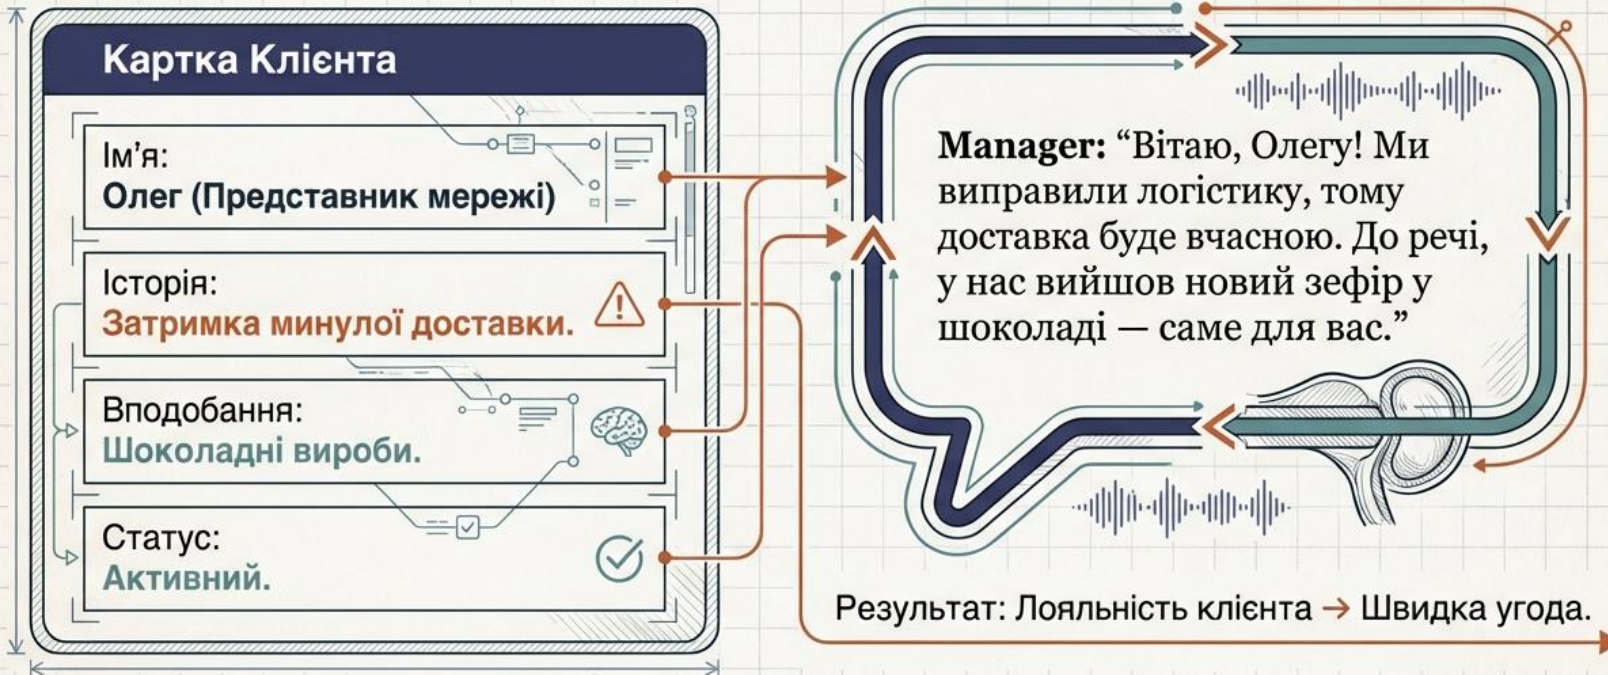 Картка Клієнта
Ім’я:
Олег (Представник мережі)
Історія:
Затримка минулої доставки.
Вподобання:
Шоколадні вироби.
Статус:
Активний.
Manager: “Вітаю, Олегу! Ми
виправили логістику, тому
доставка буде вчасною. До речі,
у нас вийшов новий зефір у
шоколаді — саме для вас.”
Результат: Лояльність клієнта → Швидка угода.